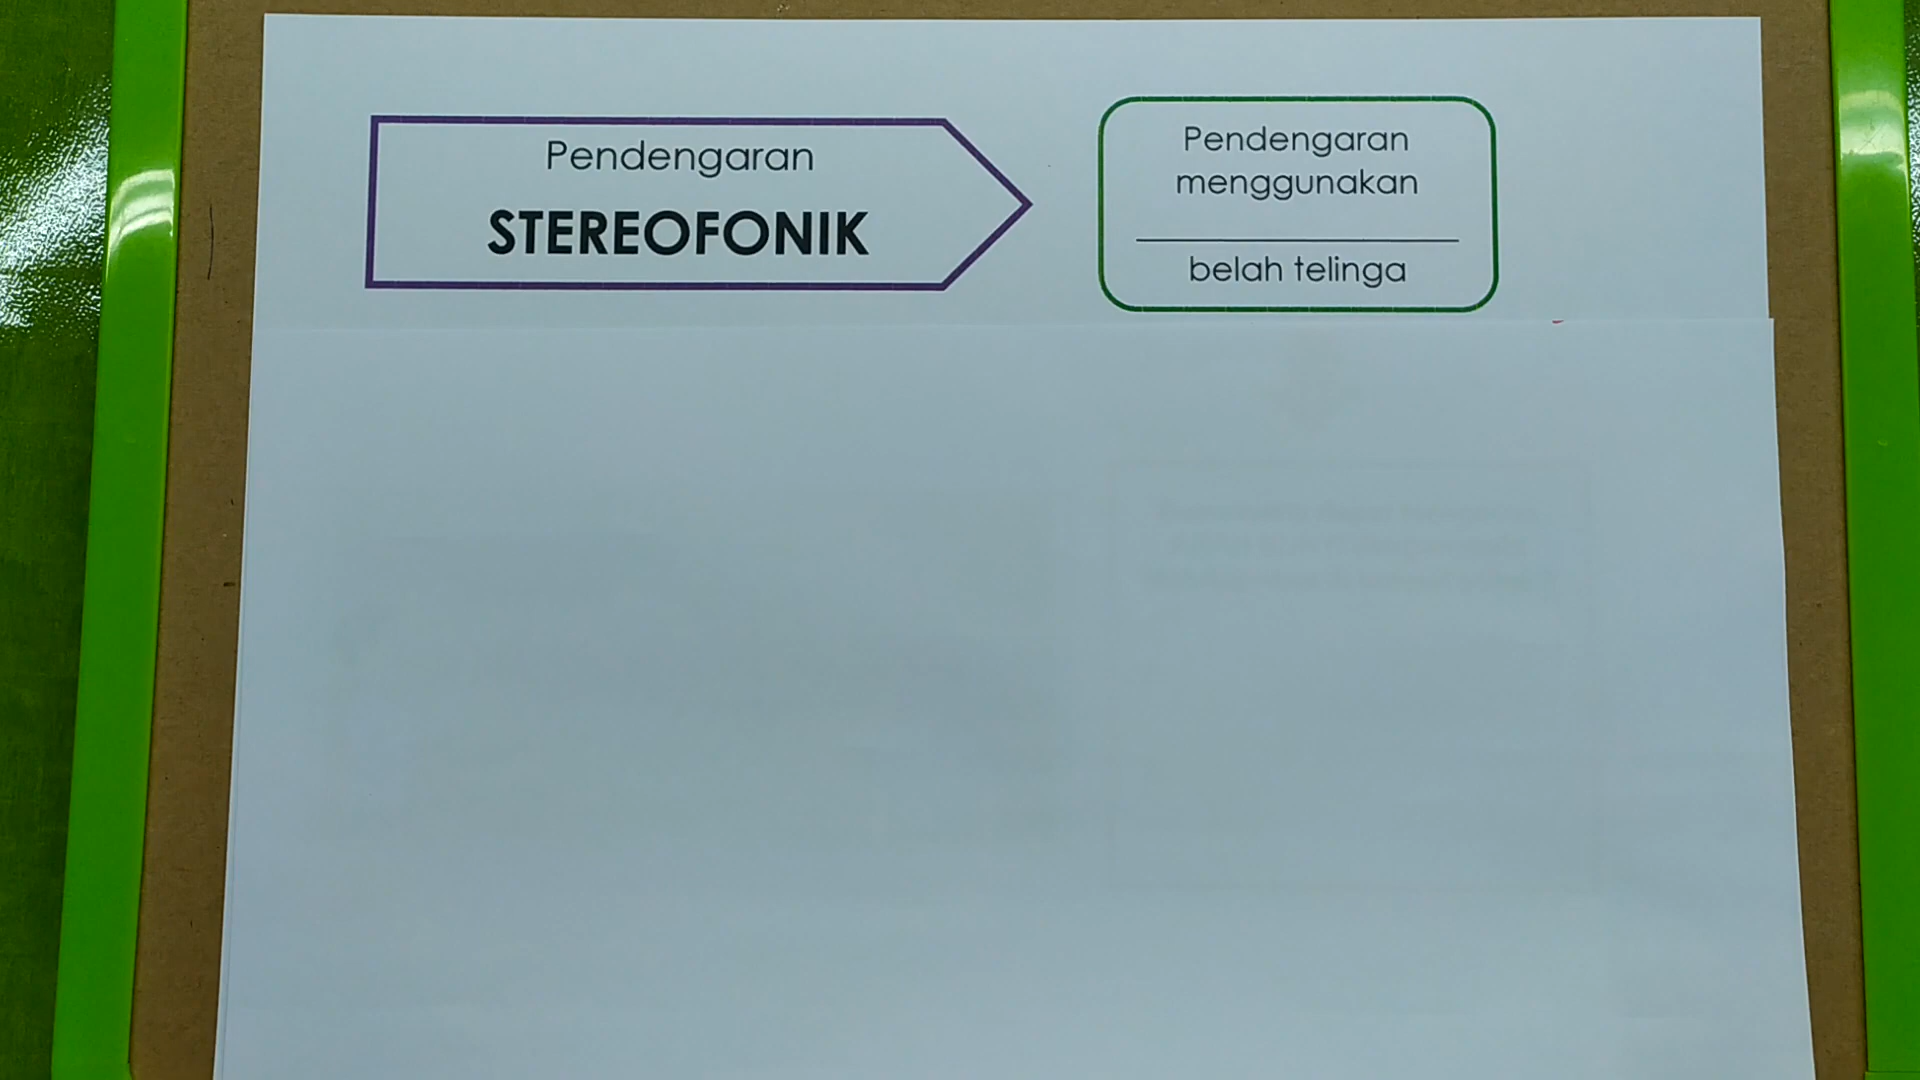 Pendengaran
STEREOFONIK
Pendengaran
menggunakan
belah telinga